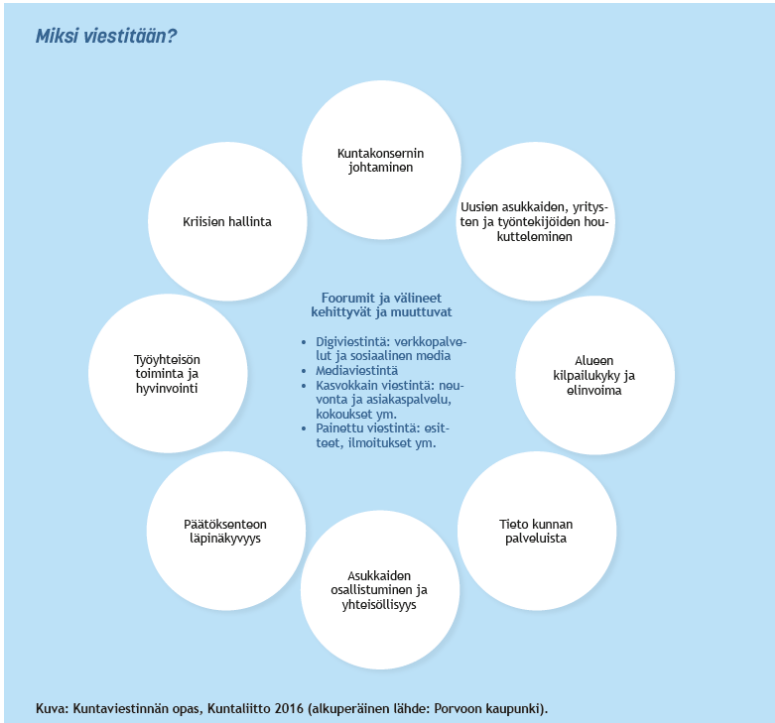 Miksi viestitään?
Kuntakonsernin
johtaminen
Uusien asukkaiden, yritys-
ten ja työntekijöiden hou-
kutteleminen
Alueen
kilpailukyky ja
elinvoima
Tieto kunnan
palveluista
Asukkaiden
osallistuminen ja
yhteisöllisyys
Päätöksenteon
läpinäkyvyys
Työyhteisön
toiminta ja
hyvinvointi
Kriisien hallinta
Foorumit ja välineet
kehittyvät ja muuttuvat
• Digiviestintä: verkkopalve-
lut ja sosiaalinen media
• Mediaviestintä
• Kasvokkain viestintä: neu-
vonta ja asiakaspalvelu,
kokoukset ym.
• Painettu viestintä: esit-
teet, ilmoitukset ym.
Kuva: Kuntaviestinnän opas, Kuntaliitto 2016 (alkuperäinen lähde: Porvoon kaupunki).